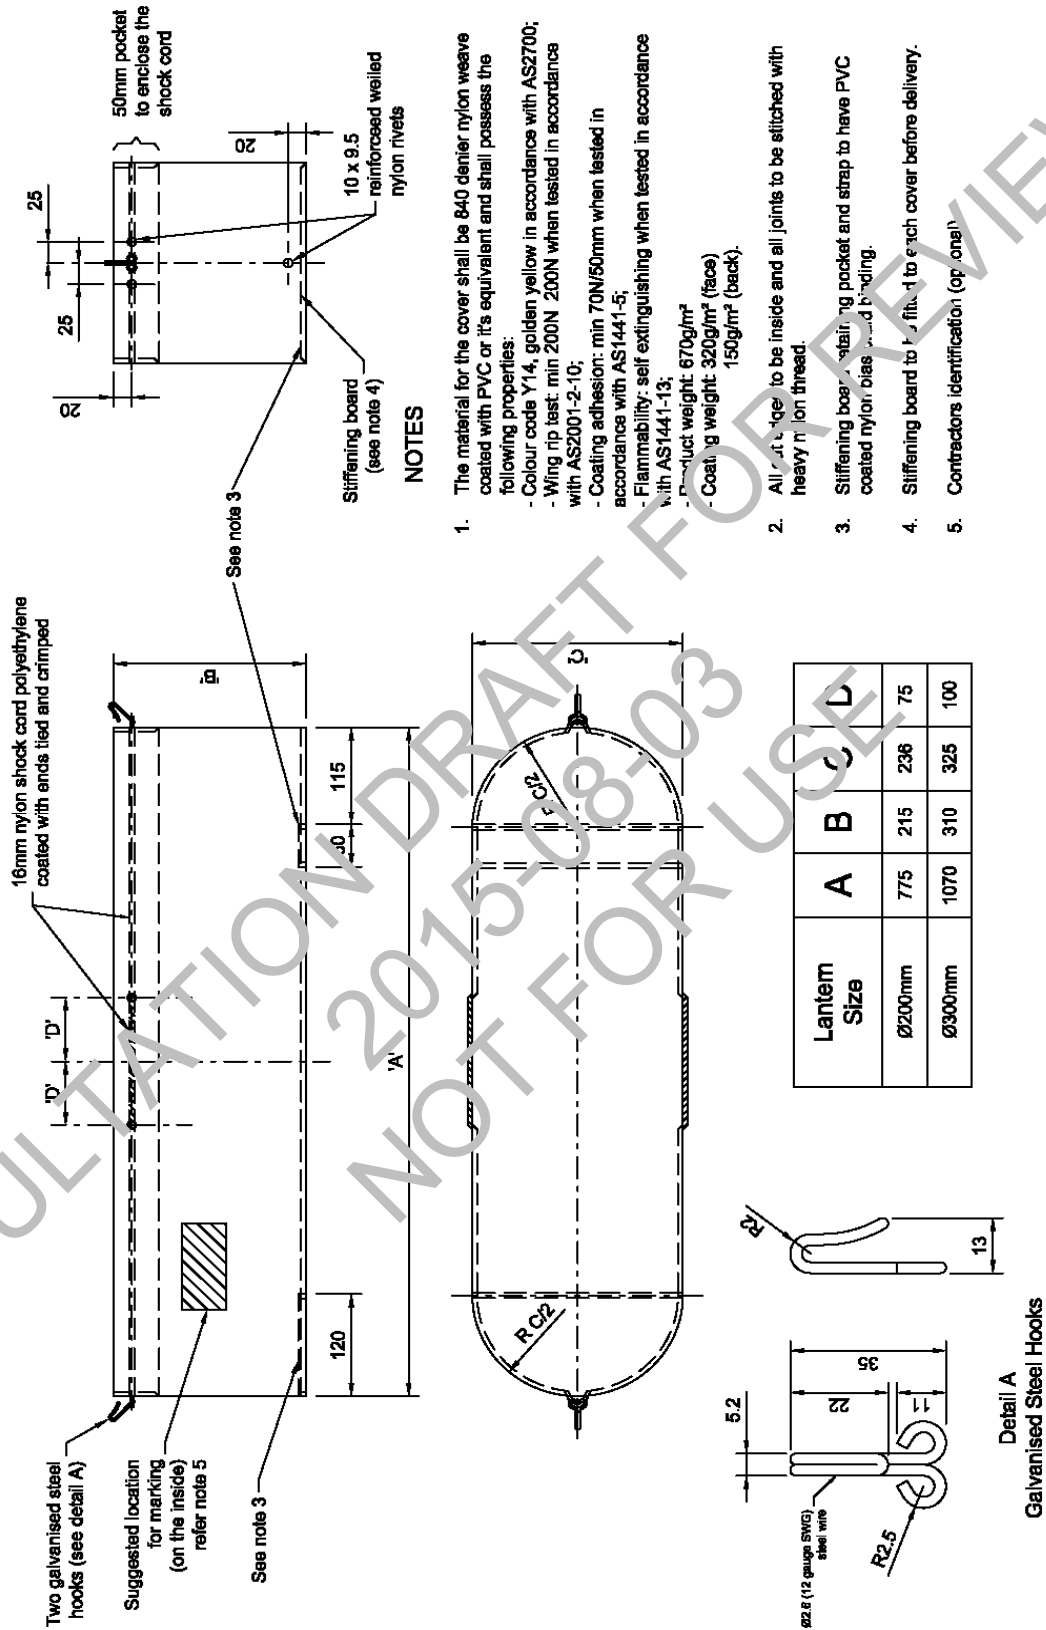 16mm nylon shock cord polyethylene
coated with ends tied and crimped
Two galvanised steel
hooks (see detail A)
Suggested location
for marking
(on the inside)
refer note 5
See note 3
'D'
'D'
'B'
120
'A'
115
See note 3
50mm pocket
to enclose the
shock cord
25
25
20
20
10 x 9.5
reinforceed welled
nylon rivets
Stiffening board
(see note 4)
R C/2
C/2
'C'
NOTES
1. The material for the cover shall be 840 denier nylon weave
coated with PVC or it's equivalent and shall possess the
following properties:
- Colour code Y14, golden yellow in accordance with AS2700;
- Wing rip test: min 200N 200N when tested in accordance
with AS2001-2-10;
- Coating adhesion: min 70N/50mm when tested in
accordance with AS1441-5;
- Flammability: self extinguishing when tested in accordance
with AS1441-13;
- Product weight: 670g/m²
- Coating weight: 320g/m² (face)
150g/m² (back).
2. All cut edges to be inside and all joints to be stitched with
heavy nylon thread.
3. Stiffening board retaining pocket and strap to have PVC
coated nylon bias binding.
4. Stiffening board to be fitted to each cover before delivery.
5. Contractors identification (optional)
Lantern
Size A B C D
Ø200mm 775 215 236 75
Ø300mm 1070 310 325 100
5.2
35
22
11
Ø2.6 (12 gauge SWG)
steel wire
R2.5
R2
13
Detail A
Galvanised Steel Hooks
ULTATION DRAFT FOR REVIEW
2015-08-03
NOT FOR USE